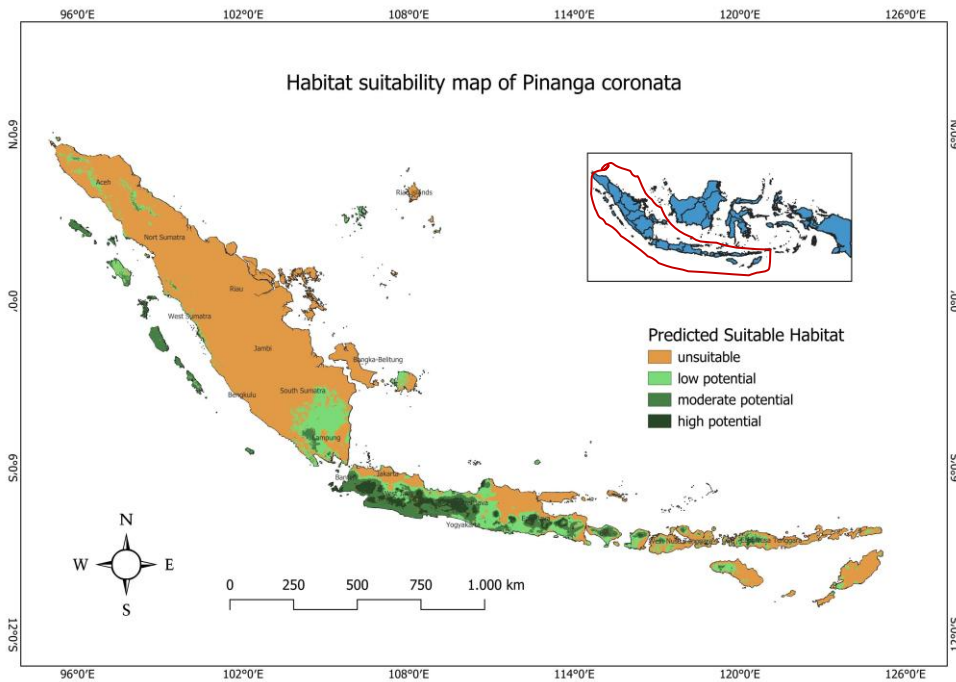 96°0'E 102°0'E 108°0'E 114°0'E 120°0'E 126°0'E
Habitat suitability map of Pinanga coronata
6°0'N
6°0'N
Aceh
Nort Sumatra
Riau
0°0'
0°0'
West Sumatra
Jambi
Bangka-Belitung
South Sumatra
Bengkulu
Lampung
Predicted Suitable Habitat
unsuitable
low potential
moderate potential
high potential
6°0'S
6°0'S
Jakarta
Yogyakarta
N
W E
S
0 250 500 750 1.000 km
12°0'S
12°0'S
96°0'E 102°0'E 108°0'E 114°0'E 120°0'E 126°0'E